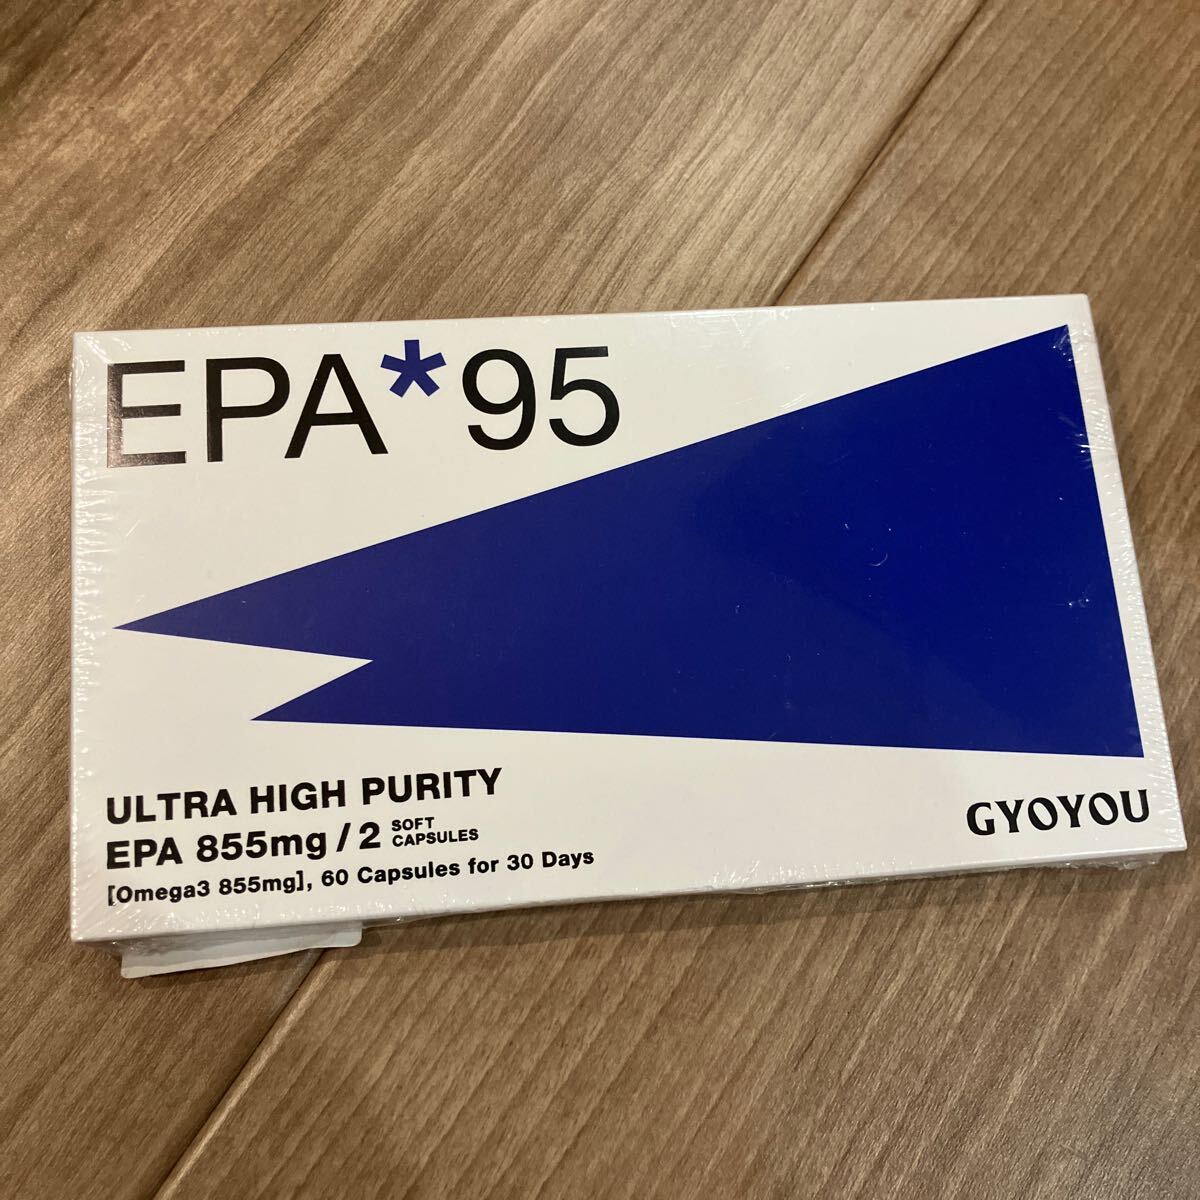 EPA*95
ULTRA HIGH PURITY
EPA 855mg / 2 SOFT CAPSULES
[Omega3 855mg], 60 Capsules for 30 Days
GYOYOU